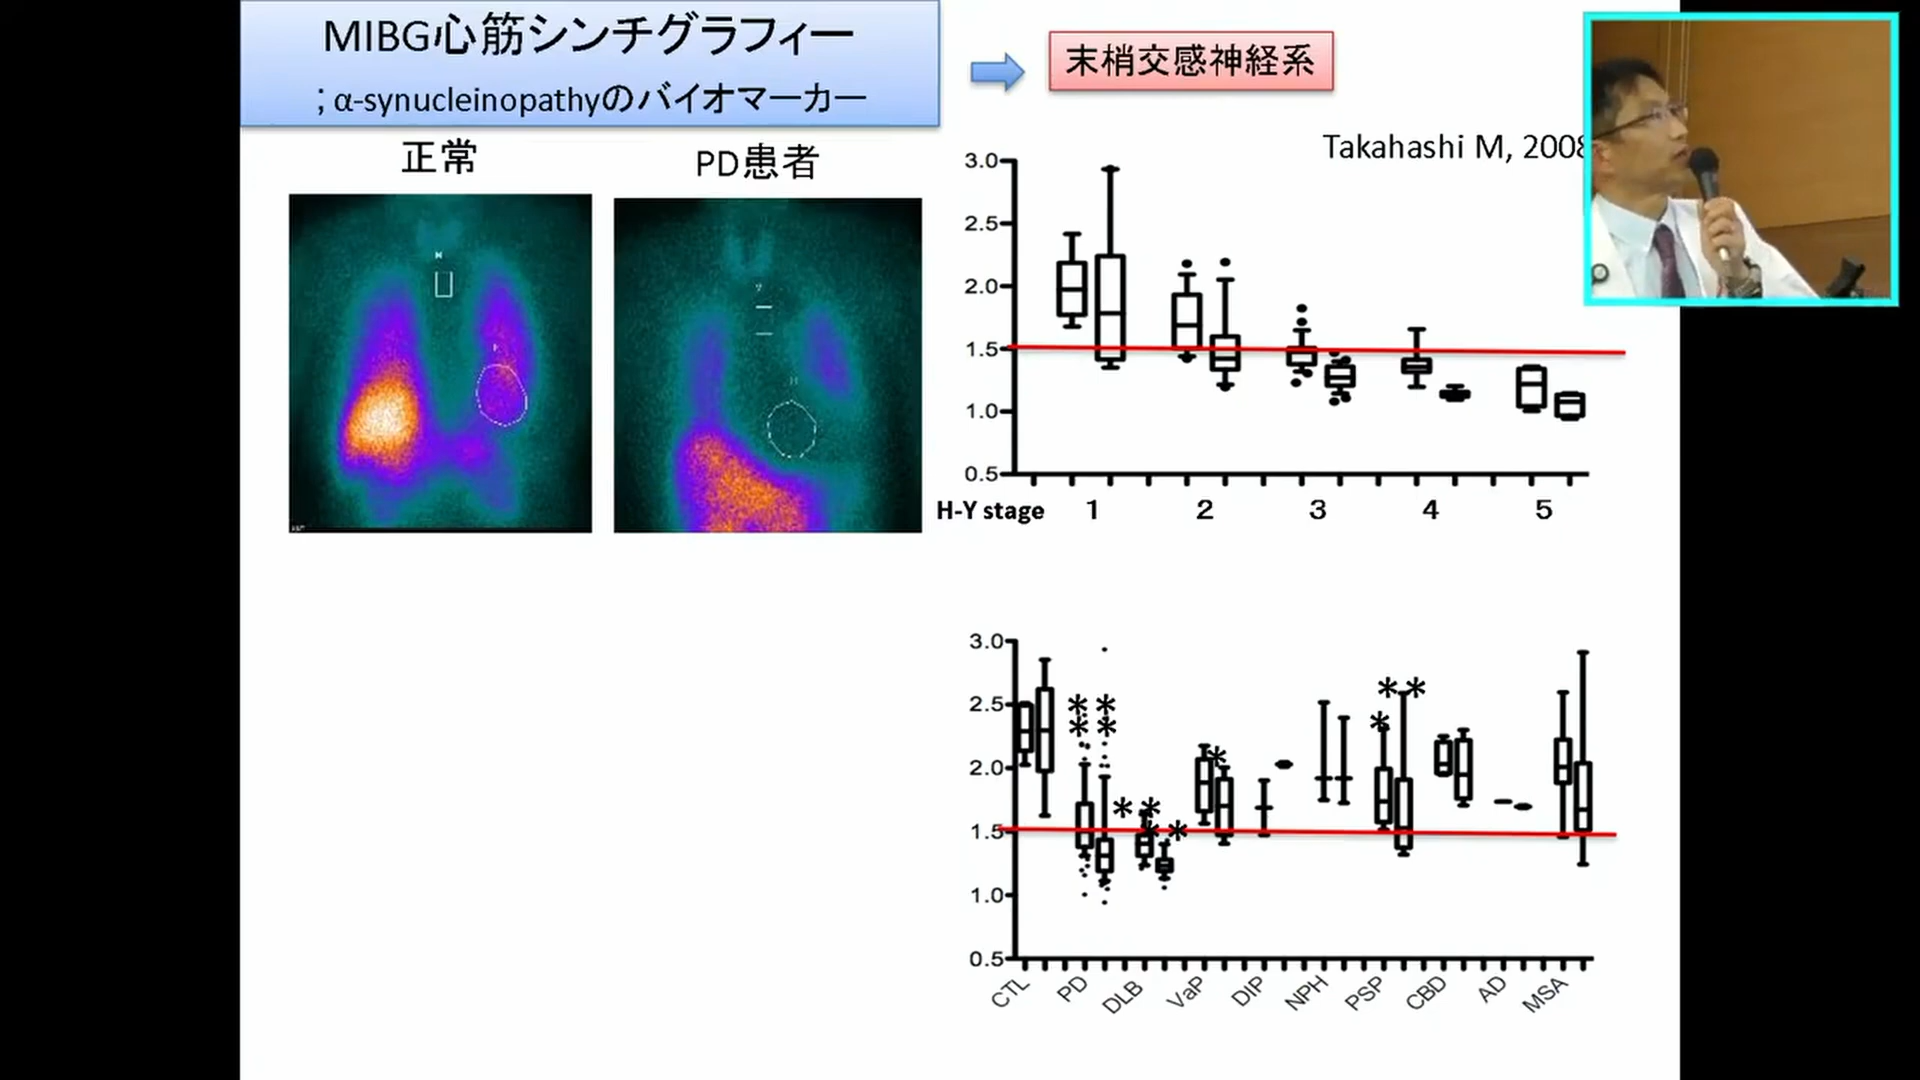 MIBG心筋シンチグラフィー
；α-synucleinopathyのバイオマーカー
末梢交感神経系
正常
PD患者
Takahashi M, 2008
3.0
2.5
2.0
1.5
1.0
0.5
H-Y stage 1 2 3 4 5
3.0
2.5
2.0
1.5
1.0
0.5
CTL PD DLB VaP DIP NPH PSP CBD AD MSA